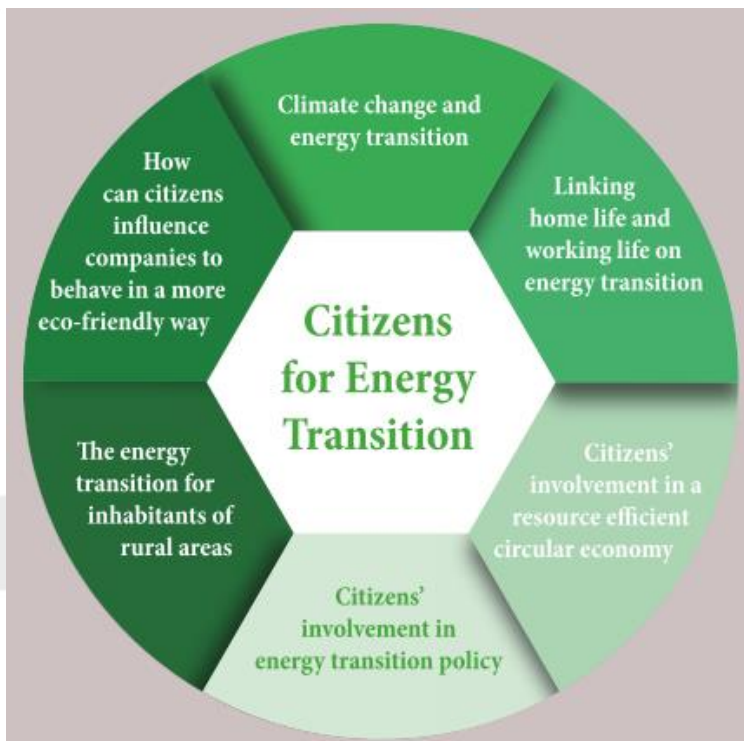 Climate change and
energy transition
Linking
home life and
working life on
energy transition
Citizens'
involvement in a
resource efficient
circular economy
Citizens'
involvement in
energy transition policy
The energy
transition for
inhabitants of
rural areas
How
can citizens
influence
companies to
behave in a more
eco-friendly way
Citizens
for Energy
Transition